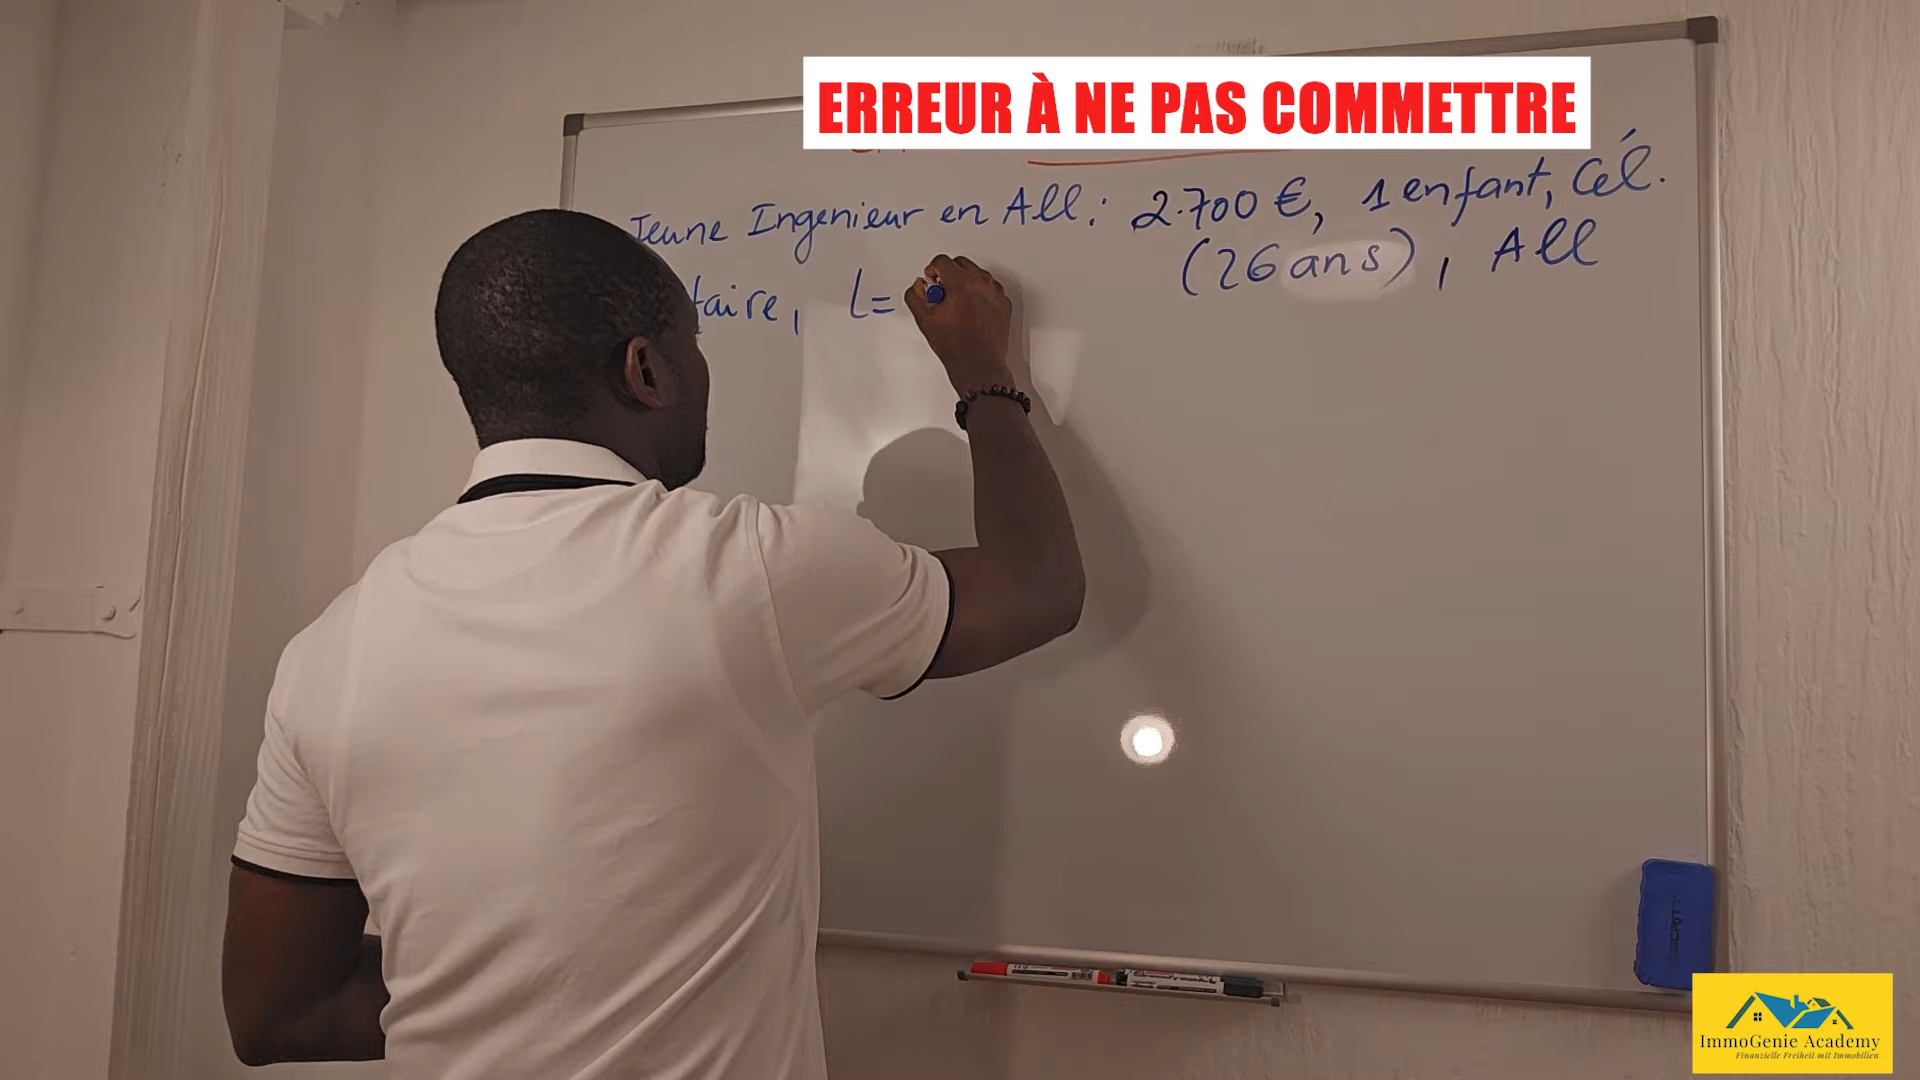 ERREUR À NE PAS COMMETTRE
Jeune Ingenieur en All: 2.700 €, 1 enfant, Cél.
(26 ans), All
taire, l=
ImmoGenie Academy
Finanzielle Freiheit mit Immobilien